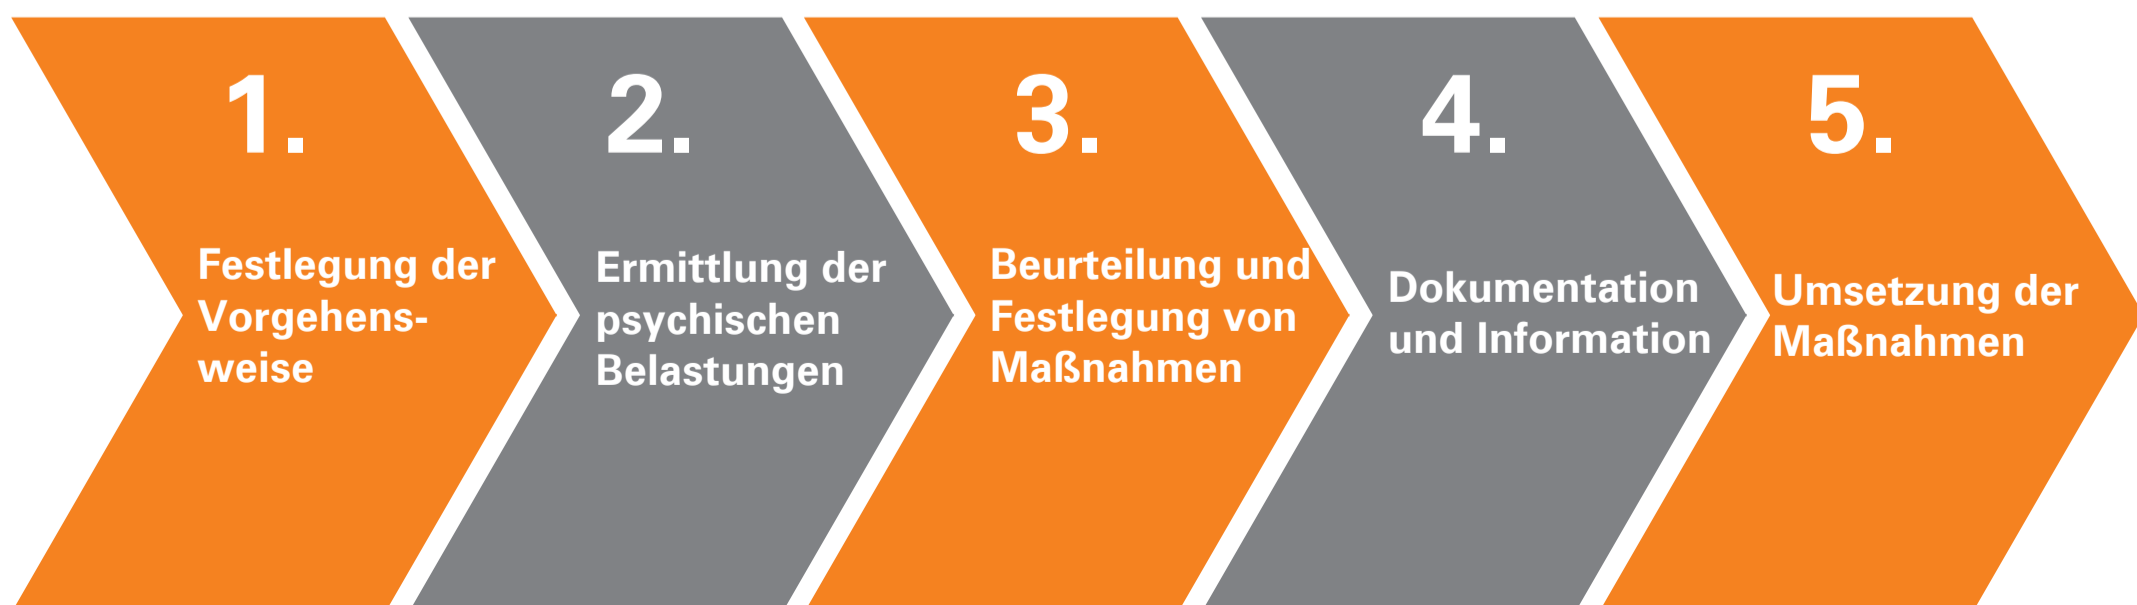 1.
Festlegung der
Vorgehens-
weise
2.
Ermittlung der
psychischen
Belastungen
3.
Beurteilung und
Festlegung von
Maßnahmen
4.
Dokumentation
und Information
5.
Umsetzung der
Maßnahmen